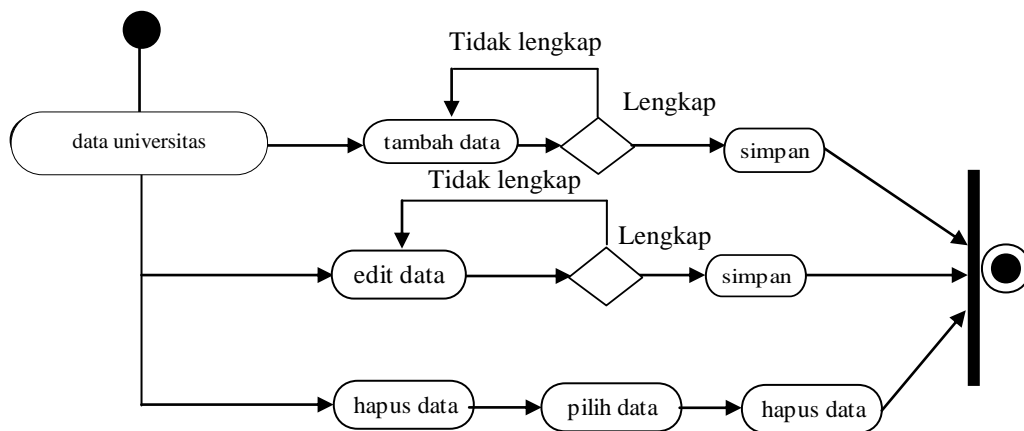 Tidak lengkap
Lengkap
data universitas
tambah data
simpan
Tidak lengkap
Lengkap
edit data
simpan
hapus data
pilih data
hapus data